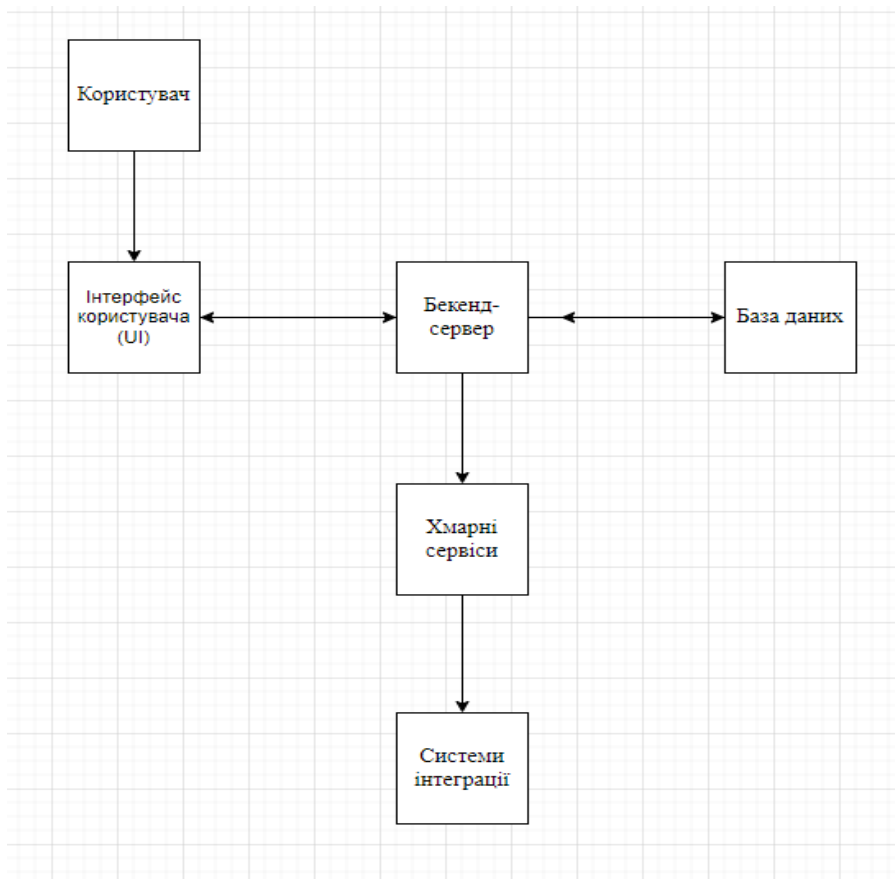 Користувач
Інтерфейс
користувача
(UI)
Бекенд-
сервер
База даних
Хмарні
сервіси
Системи
інтеграції